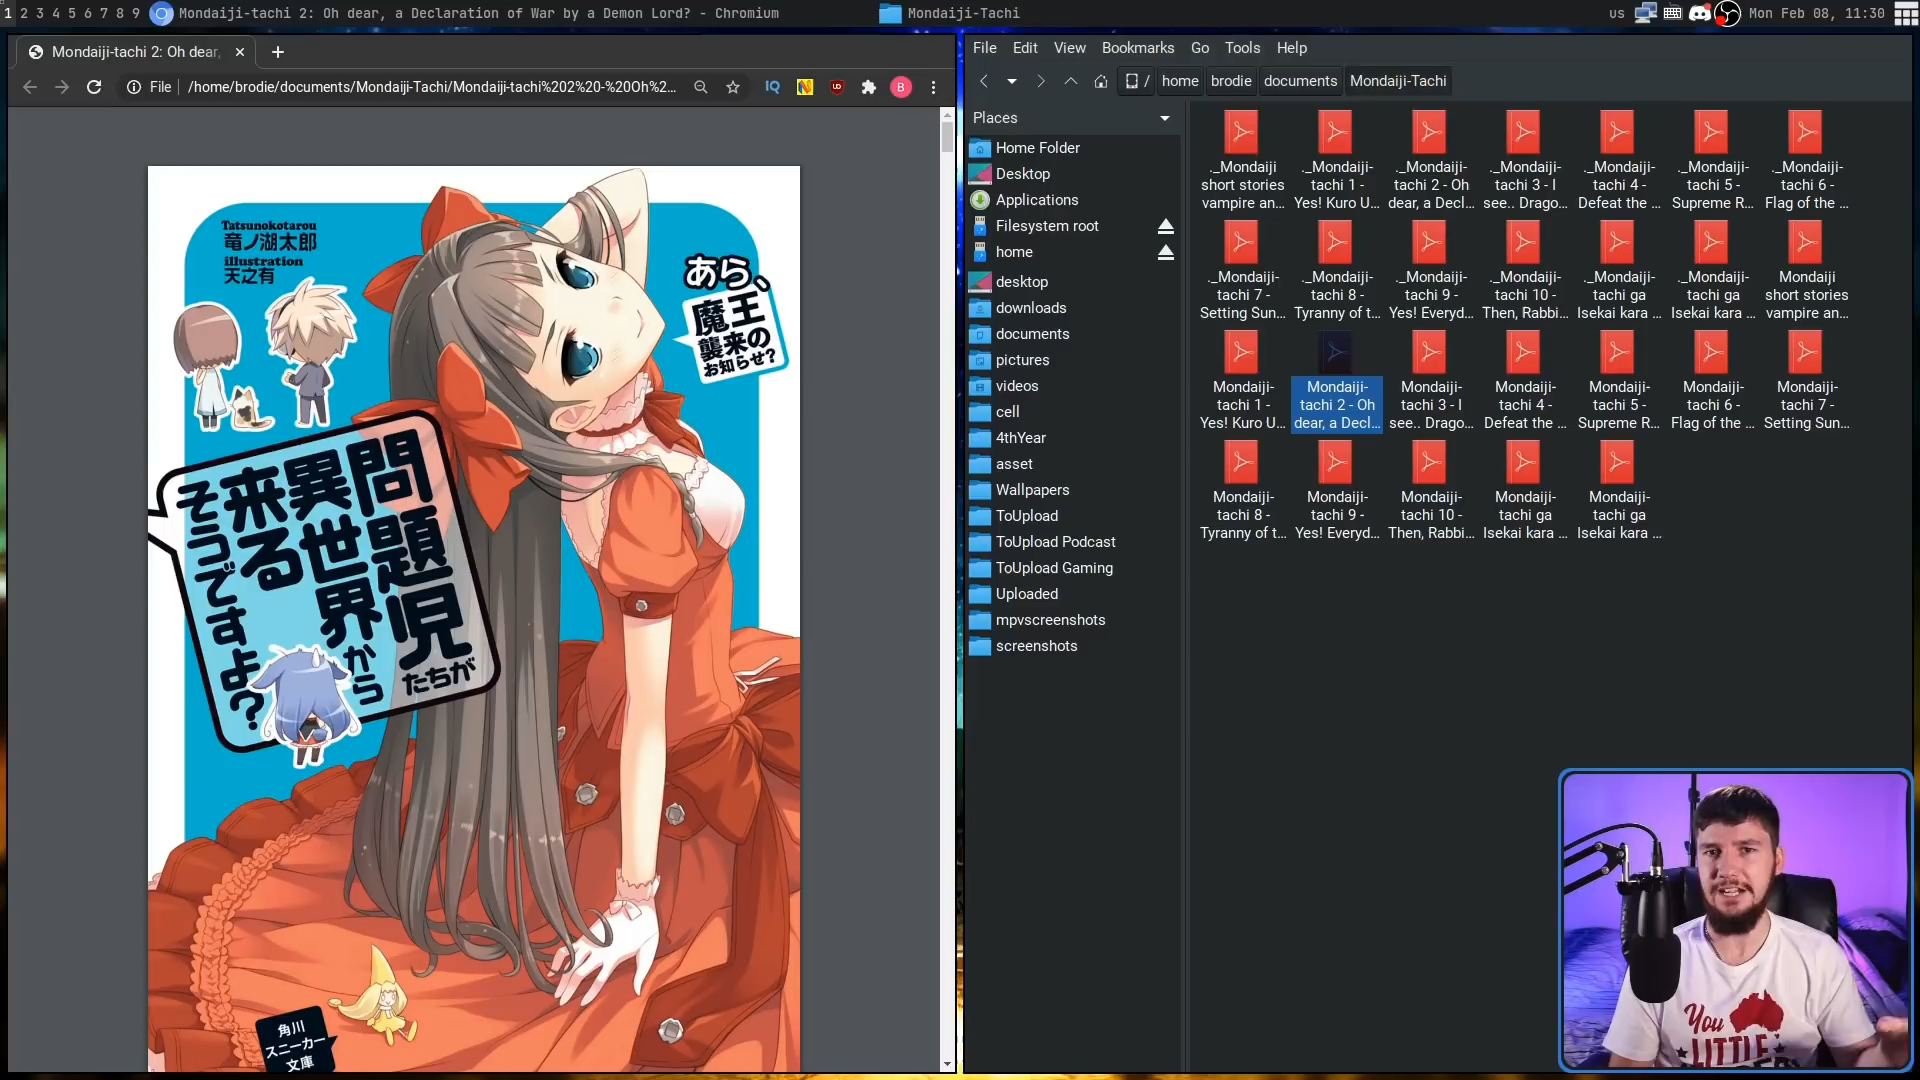 1 2 3 4 5 6 7 8 9 Mondaiji-tachi 2: Oh dear, a Declaration of War by a Demon Lord? - Chromium
Mondaiji-Tachi
us
Mon Feb 08, 11:30
Mondaiji-tachi 2: Oh dear,
File
/home/brodie/documents/Mondaiji-Tachi/Mondaiji-tachi%202%20-%20Oh%2...
IQ
N
B
Tatsunokotarou
竜ノ湖太郎
illustration
天之有
あら、
魔王
襲来の
お知らせ?
問題児たちが
異世界から
来る
そうですよ?
角川
スニーカー
文庫
File Edit View Bookmarks Go Tools Help
/ home brodie documents Mondaiji-Tachi
Places
Home Folder
Desktop
Applications
Filesystem root
home
desktop
downloads
documents
pictures
videos
cell
4thYear
asset
Wallpapers
ToUpload
ToUpload Podcast
ToUpload Gaming
Uploaded
mpvscreenshots
screenshots
._Mondaiji
short stories
vampire an...
._Mondaiji-
tachi 1 -
Yes! Kuro U...
._Mondaiji-
tachi 2 - Oh
dear, a Decl...
._Mondaiji-
tachi 3 - I
see.. Drago...
._Mondaiji-
tachi 4 -
Defeat the ...
._Mondaiji-
tachi 5 -
Supreme R...
._Mondaiji-
tachi 6 -
Flag of the ...
._Mondaiji-
tachi 7 -
Setting Sun...
._Mondaiji-
tachi 8 -
Tyranny of t...
._Mondaiji-
tachi 9 -
Yes! Everyd...
._Mondaiji-
tachi 10 -
Then, Rabbi...
._Mondaiji-
tachi ga
Isekai kara ...
._Mondaiji-
tachi ga
Isekai kara ...
Mondaiji
short stories
vampire an...
Mondaiji-
tachi 1 -
Yes! Kuro U...
Mondaiji-
tachi 2 - Oh
dear, a Decl...
Mondaiji-
tachi 3 - I
see.. Drago...
Mondaiji-
tachi 4 -
Defeat the ...
Mondaiji-
tachi 5 -
Supreme R...
Mondaiji-
tachi 6 -
Flag of the ...
Mondaiji-
tachi 7 -
Setting Sun...
Mondaiji-
tachi 8 -
Tyranny of t...
Mondaiji-
tachi 9 -
Yes! Everyd...
Mondaiji-
tachi 10 -
Then, Rabbi...
Mondaiji-
tachi ga
Isekai kara ...
Mondaiji-
tachi ga
Isekai kara ...
You
LITTLE